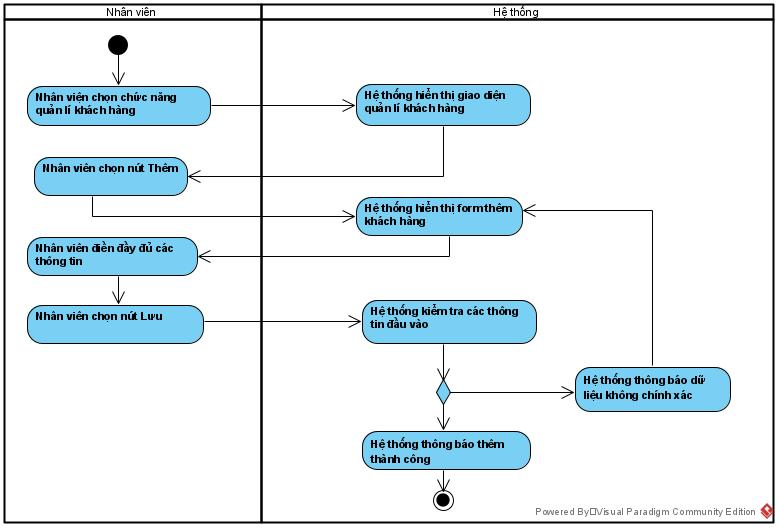 Nhân viên
Hệ thống
Nhân viện chọn chức năng
quản lí khách hàng
Hệ thống hiển thị giao diện
quản lí khách hàng
Nhân viên chọn nút Thêm
Hệ thống hiển thị form thêm
khách hàng
Nhân viên điền đầy đủ các
thông tin
Nhân viên chọn nút Lưu
Hệ thống kiểm tra các thông
tin đầu vào
Hệ thống thông báo dữ
liệu không chính xác
Hệ thống thông báo thêm
thành công
Powered By Visual Paradigm Community Edition